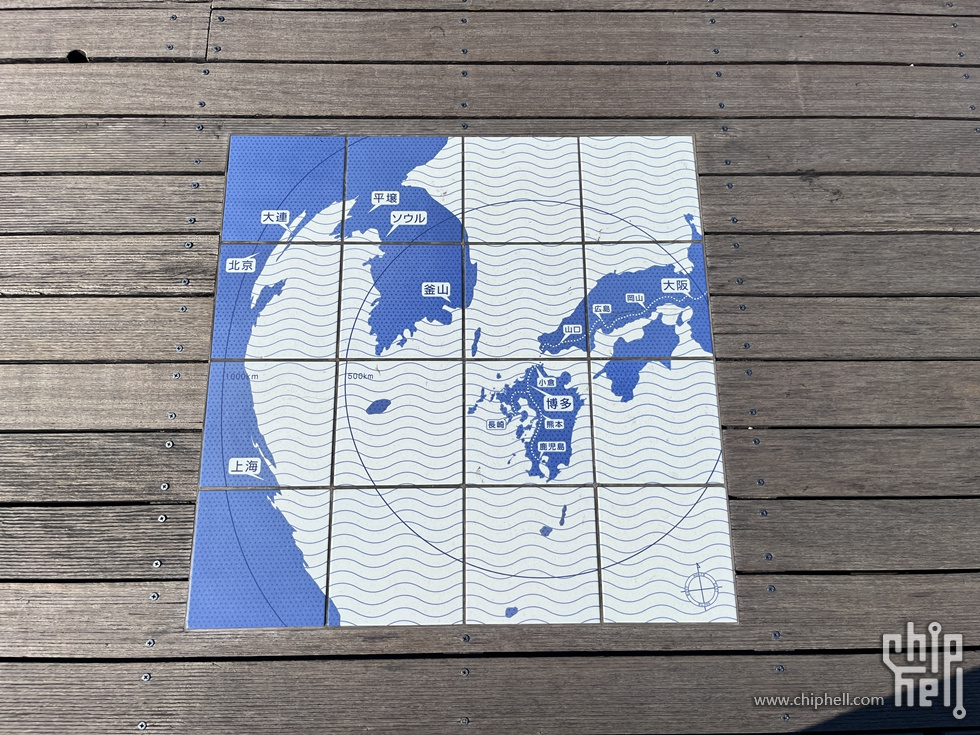 平壌
大連
ソウル
北京
釜山
大阪
岡山
広島
山口
1000km
500km
小倉
博多
長崎
熊本
鹿児島
上海
www.chiphell.com
chip
hell